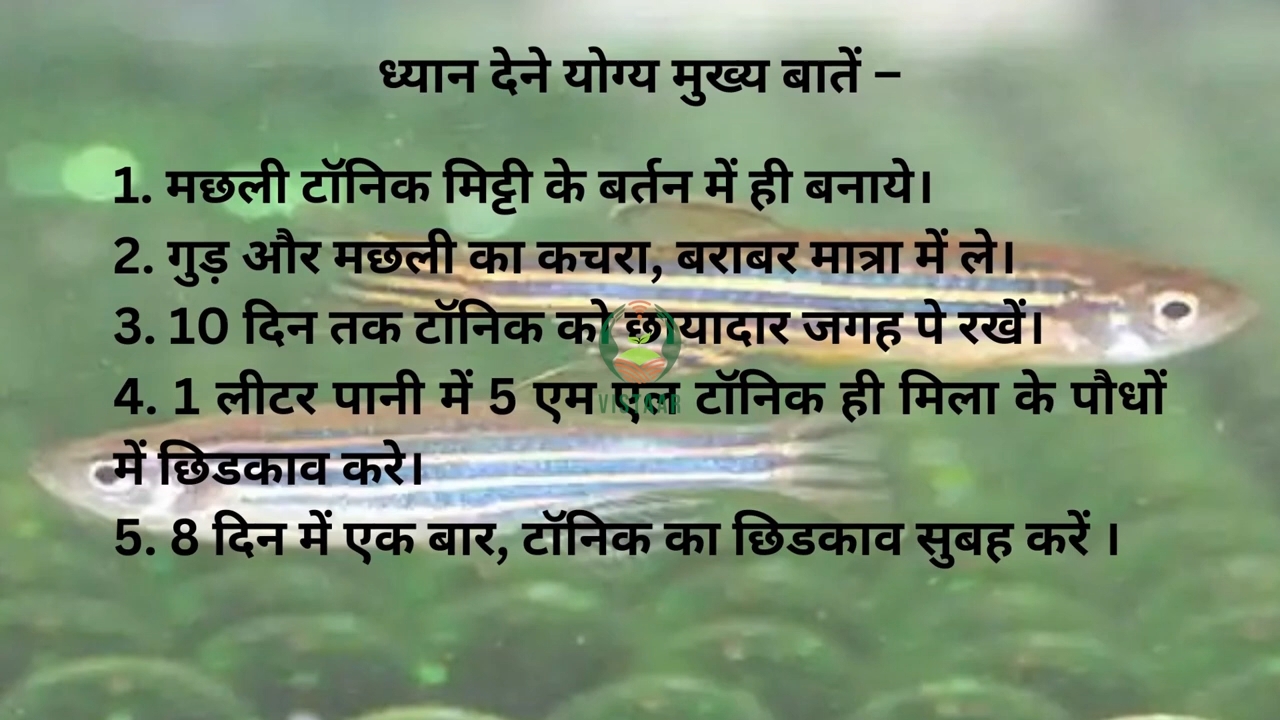 ध्यान देने योग्य मुख्य बातें –
1. मछली टॉनिक मिट्टी के बर्तन में ही बनाये।
2. गुड़ और मछली का कचरा, बराबर मात्रा में ले।
3. 10 दिन तक टॉनिक को छायादार जगह पे रखें।
4. 1 लीटर पानी में 5 एम एल टॉनिक ही मिला के पौधों
में छिडकाव करे।
5. 8 दिन में एक बार, टॉनिक का छिडकाव सुबह करें ।
VISTAAR